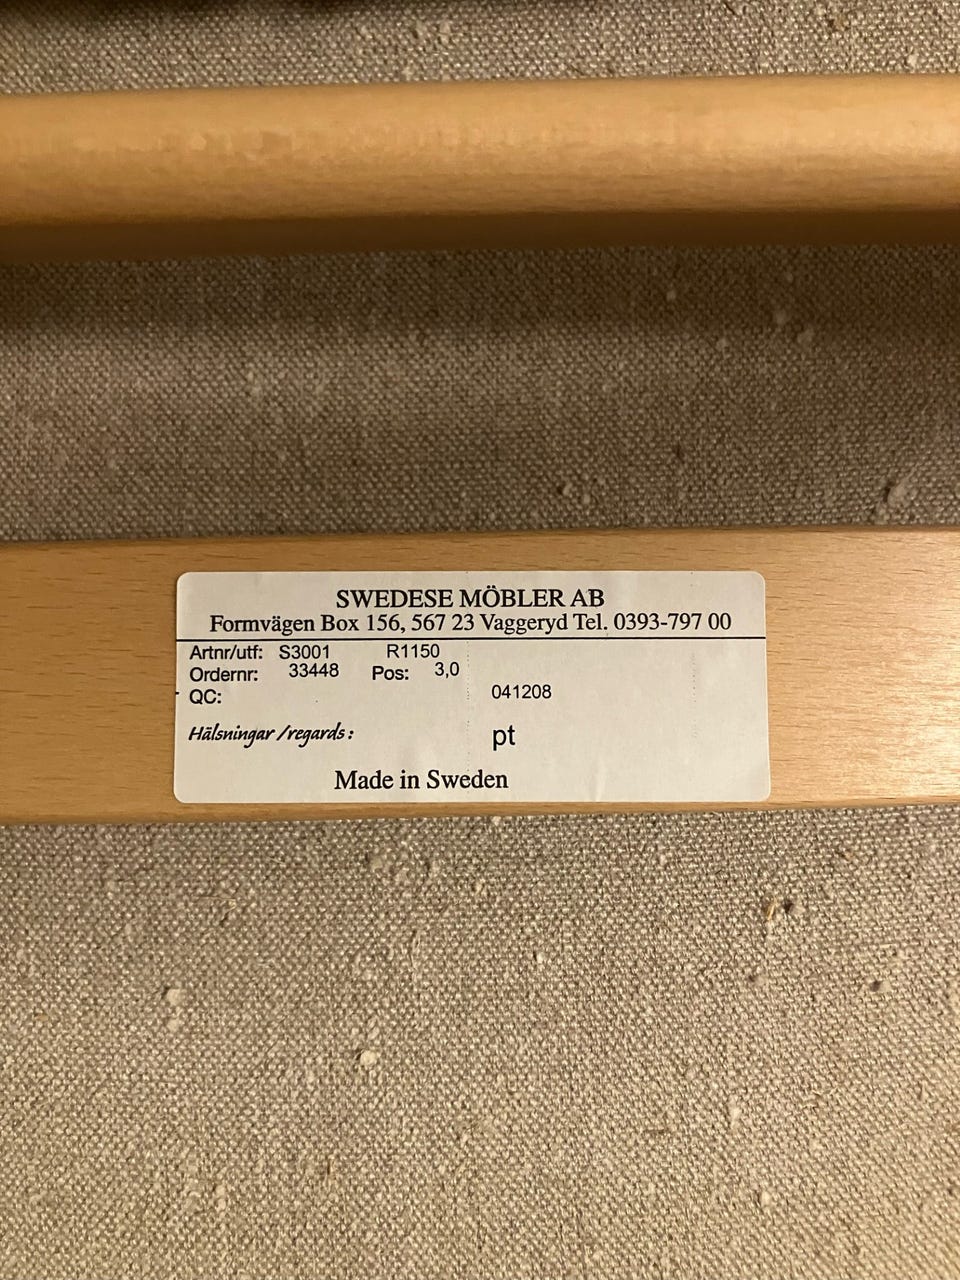 SWEDESE MÖBLER AB
Formvägen Box 156, 567 23 Vaggeryd Tel. 0393-797 00
Artnr/utf: S3001 R1150
Ordernr: 33448 Pos: 3,0
QC: 041208
Hälsningar/regards: pt
Made in Sweden